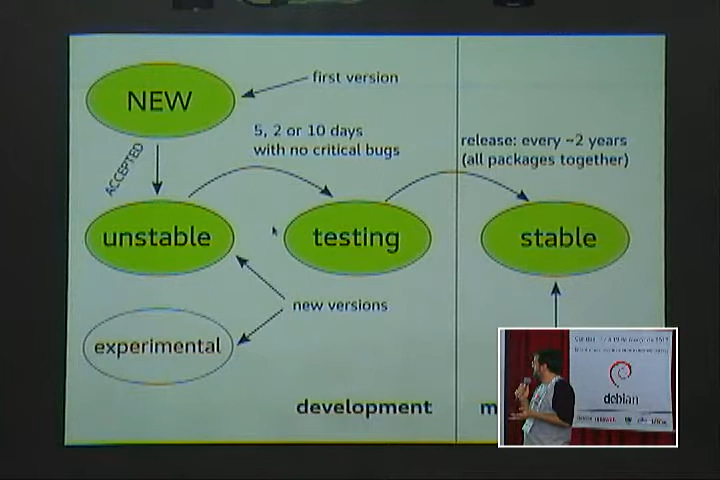 NEW
first version
5, 2 or 10 days
with no critical bugs
release: every ~2 years
(all packages together)
ACCEPTED
unstable
testing
stable
new versions
experimental
development
m
debian